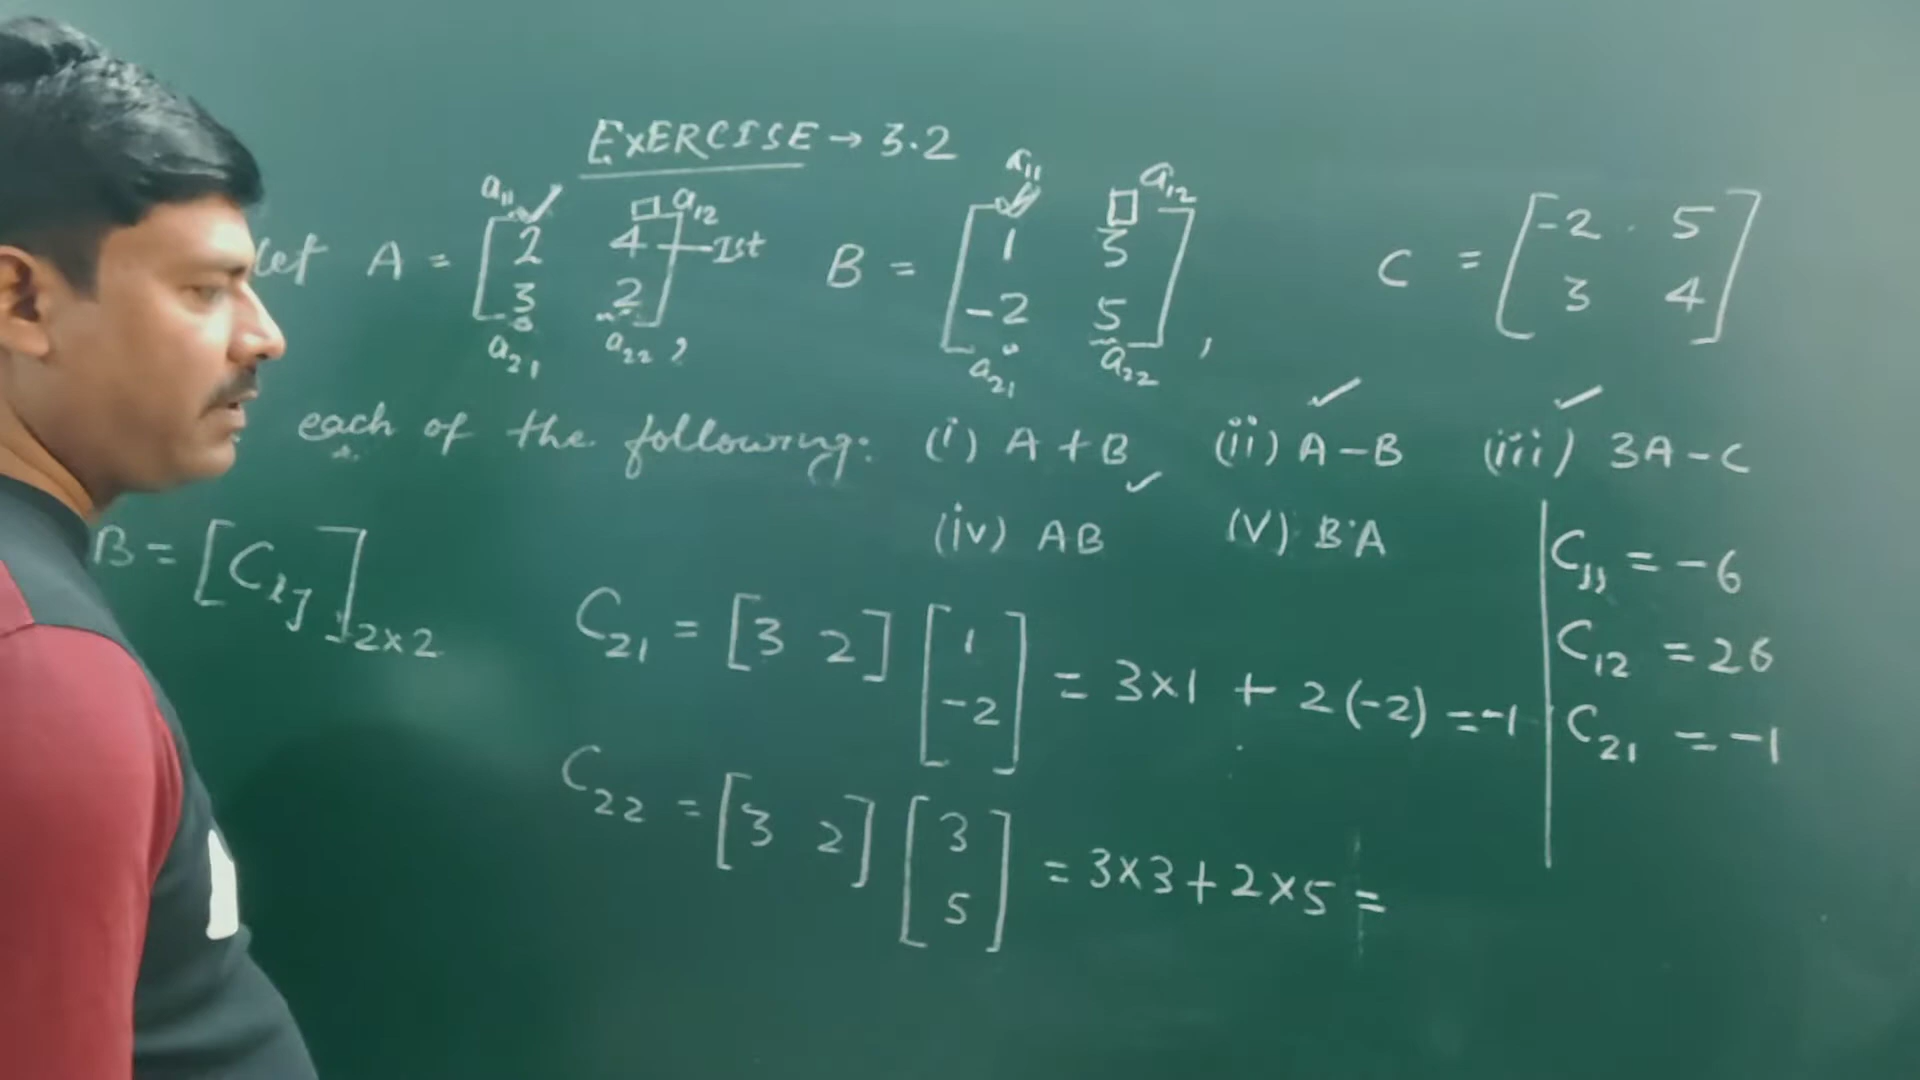 EXERCISE → 3.2
a₁₁ a₁₂ a₁₁ a₁₂
Let A = [2 4 Ist B = [1 3 C = [-2 5
3 2], -2 5], 3 4]
a₂₁ a₂₂ a₂₁ a₂₂
each of the following: (i) A + B (ii) A - B (iii) 3A - C
(iv) AB (V) BA
B = [Cᵢⱼ]₂ₓ₂
C₁₁ = -6
C₁₂ = 26
C₂₁ = -1
C₂₁ = [3 2] [1 -2] = 3×1 + 2(-2) = -1
C₂₂ = [3 2] [3 5] = 3×3 + 2×5 =